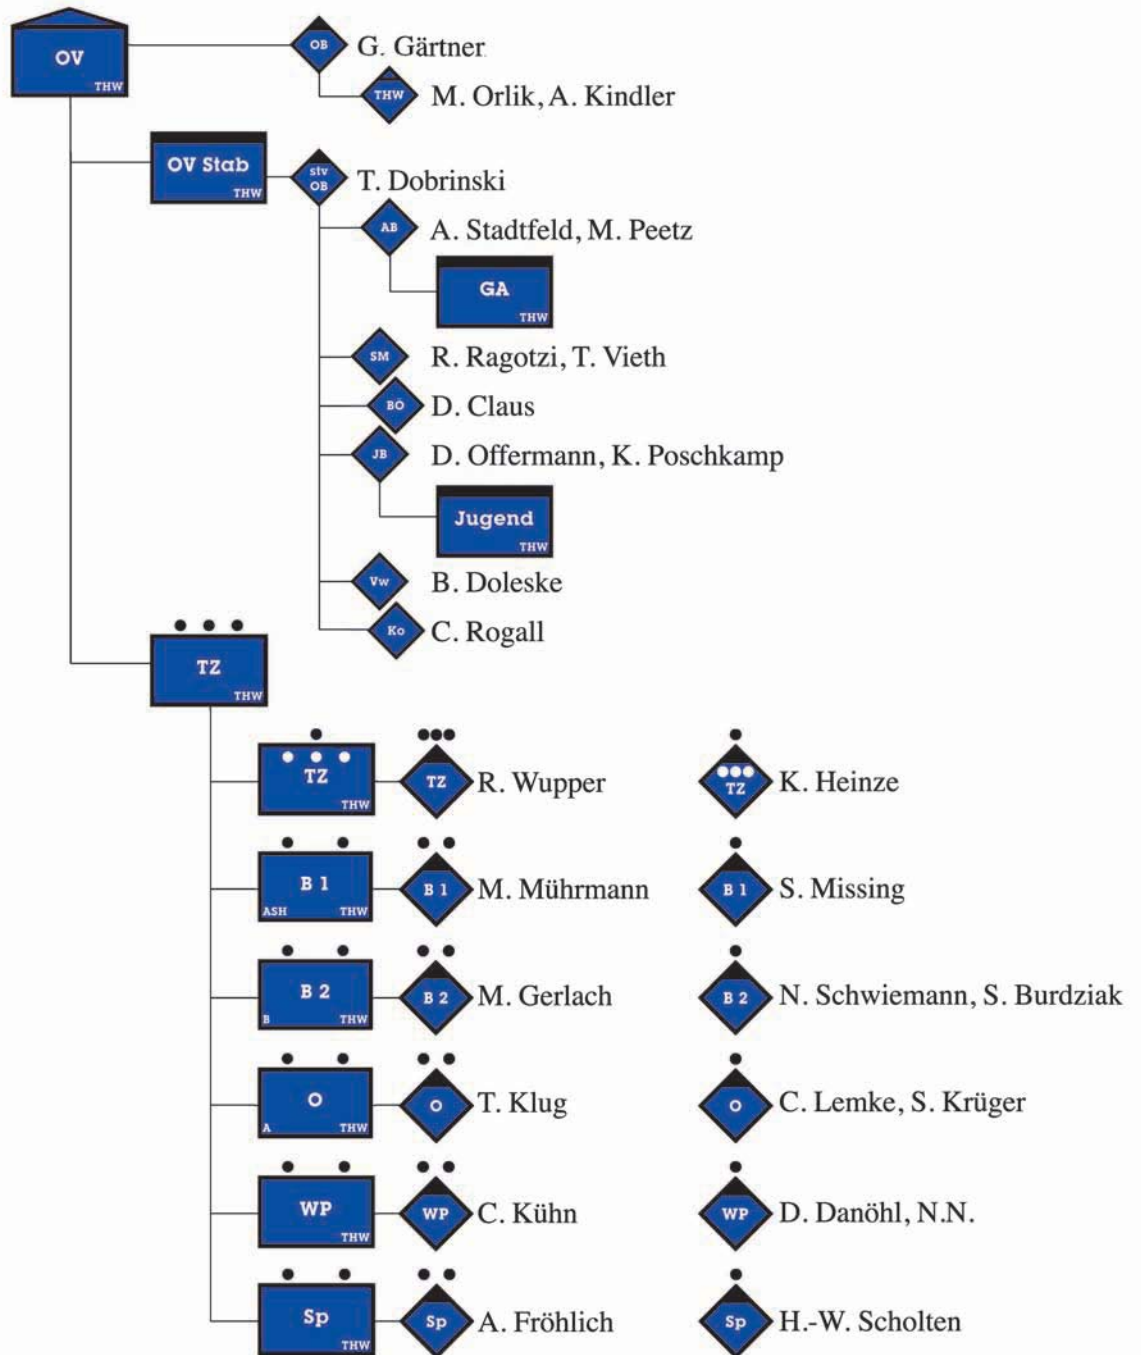 OV
THW
OB
G. Gärtner
THW
M. Orlik, A. Kindler
OV Stab
THW
stv
OB
T. Dobrinski
AB
A. Stadtfeld, M. Peetz
GA
THW
SM
R. Ragotzi, T. Vieth
BÖ
D. Claus
JB
D. Offermann, K. Poschkamp
Jugend
THW
Vw
B. Doleske
Ko
C. Rogall
TZ
THW
TZ
THW
TZ
R. Wupper
TZ
K. Heinze
B 1
ASH THW
B 1
M. Mührmann
B 1
S. Missing
B 2
B THW
B 2
M. Gerlach
B 2
N. Schwiemann, S. Burdziak
O
A THW
O
T. Klug
O
C. Lemke, S. Krüger
WP
THW
WP
C. Kühn
WP
D. Danöhl, N.N.
Sp
THW
Sp
A. Fröhlich
Sp
H.-W. Scholten